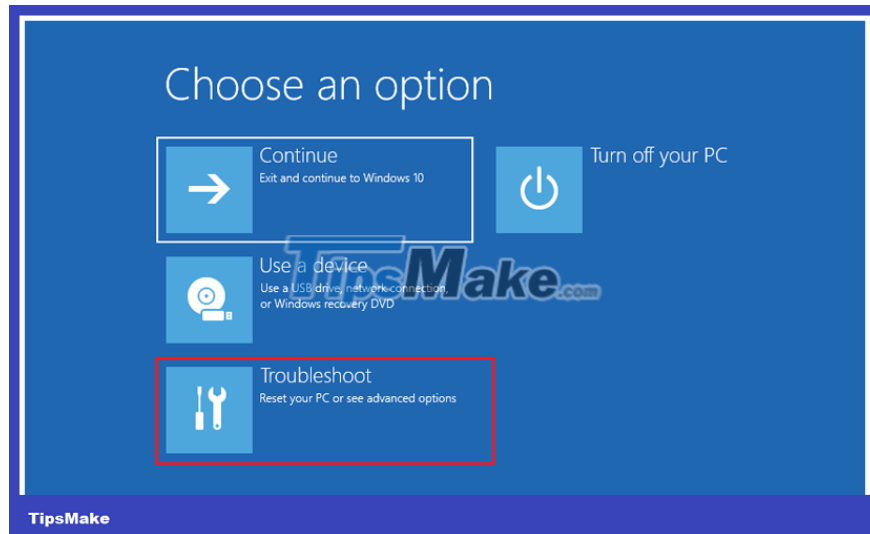 Choose an option
Continue
Exit and continue to Windows 10
Turn off your PC
Use a device
Use a USB drive, network connection,
or Windows recovery DVD
TipsMake.com
Troubleshoot
Reset your PC or see advanced options
TipsMake